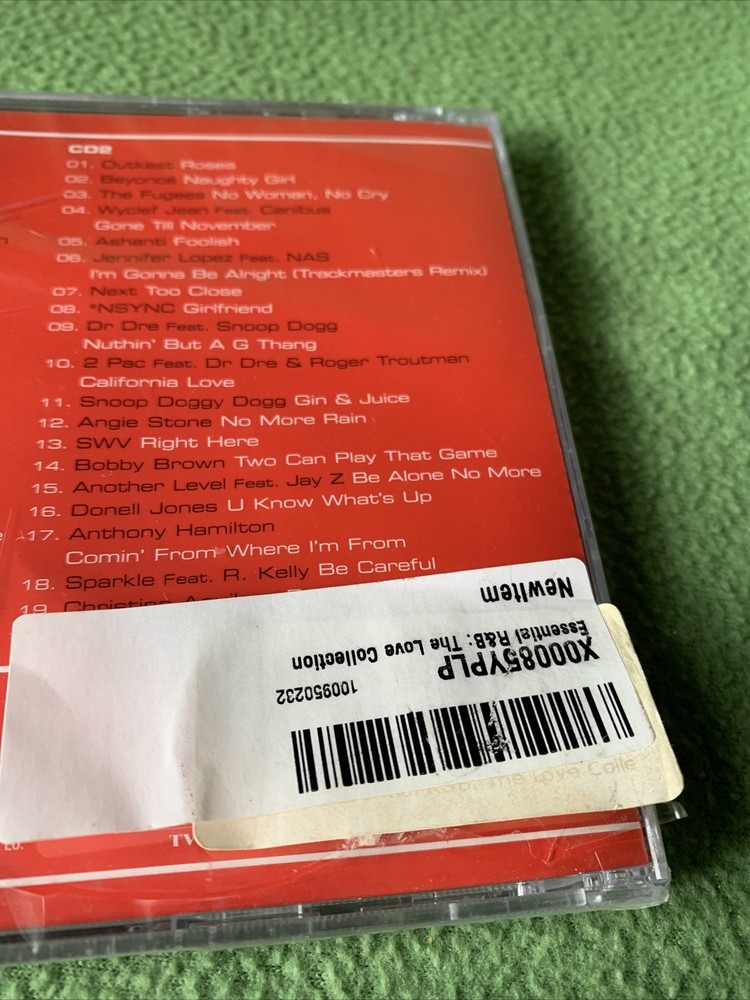 CD2
01. Outkast Roses
02. Beyoncé Naughty Girl
03. The Fugees No Woman, No Cry
04. Wyclef Jean Feat. Canibus
Gone Till November
05. Ashanti Foolish
06. Jennifer Lopez Feat. NAS
I'm Gonna Be Alright (Trackmasters Remix)
07. Next Too Close
08. *NSYNC Girlfriend
09. Dr Dre Feat. Snoop Dogg
Nuthin' But A G Thang
10. 2 Pac Feat. Dr Dre & Roger Troutman
California Love
11. Snoop Doggy Dogg Gin & Juice
12. Angie Stone No More Rain
13. SWV Right Here
14. Bobby Brown Two Can Play That Game
15. Another Level Feat. Jay Z Be Alone No More
16. Donell Jones U Know What's Up
17. Anthony Hamilton
Comin' From Where I'm From
18. Sparkle Feat. R. Kelly Be Careful
19. Christina
NewItem
Essential R&B: The Love Collection
X00085YPLP
100950232
The Love Colle
TV